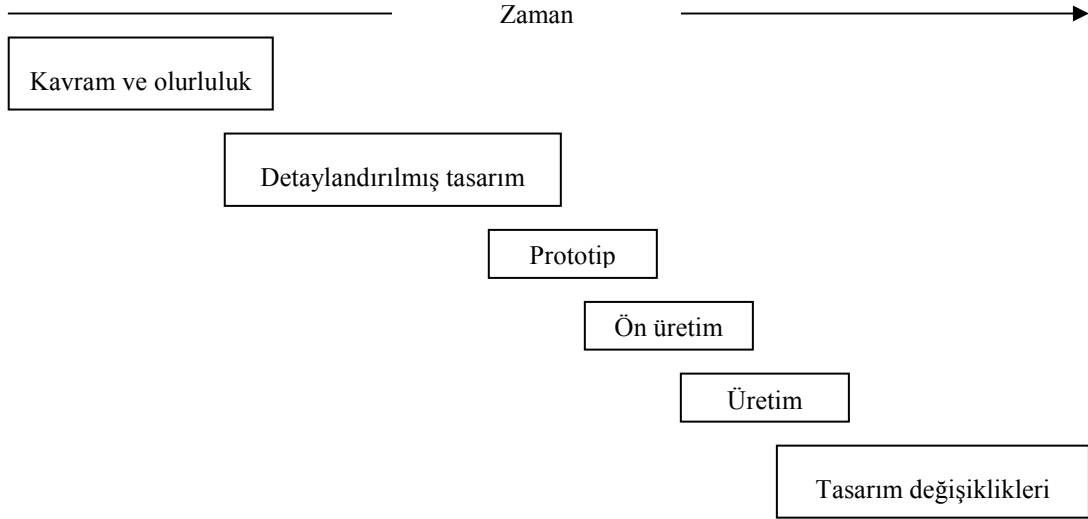 Zaman
Kavram ve olurluluk
Detaylandırılmış tasarım
Prototip
Ön üretim
Üretim
Tasarım değişiklikleri